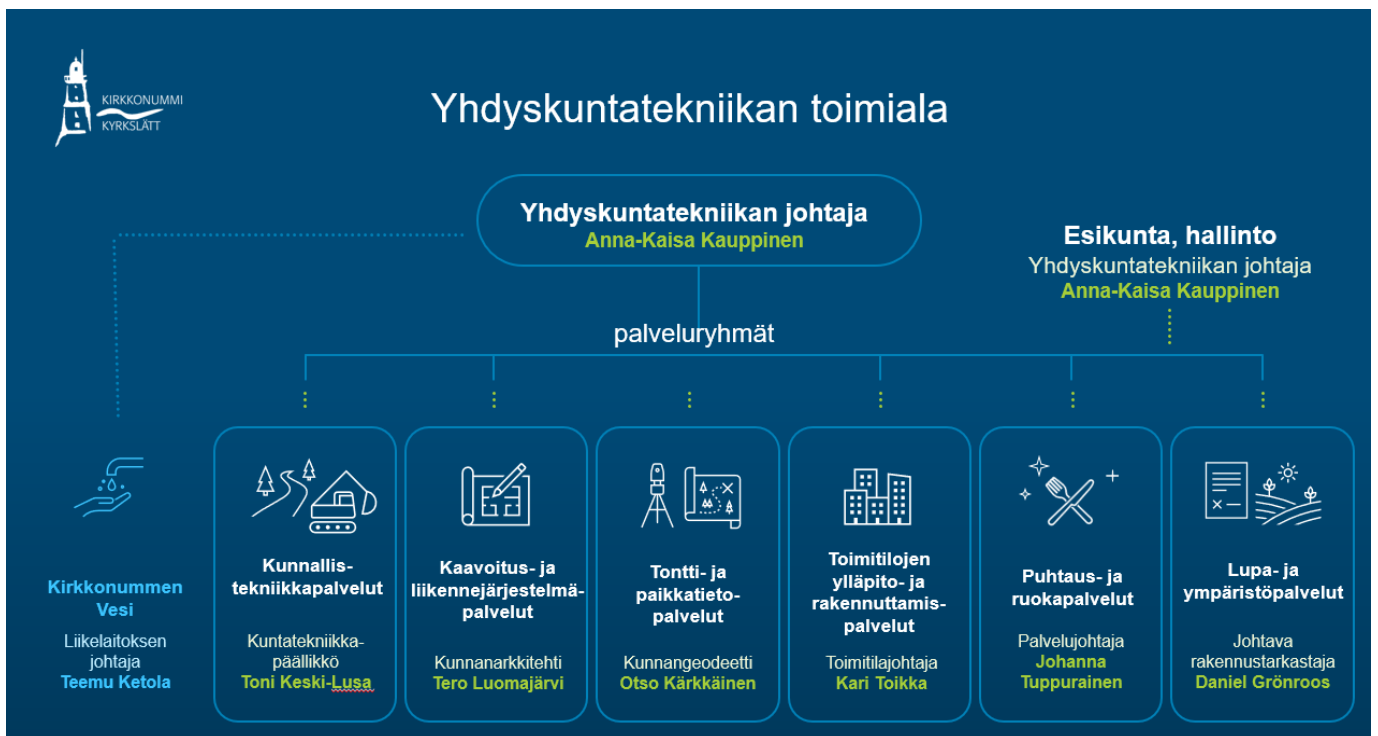 KIRKKONUMMI
KYRKSLÄTT
Yhdyskuntatekniikan toimiala
Yhdyskuntatekniikan johtaja
Anna-Kaisa Kauppinen
Esikunta, hallinto
Yhdyskuntatekniikan johtaja
Anna-Kaisa Kauppinen
palveluryhmät
Kirkkonummen
Vesi
Liikelaitoksen
johtaja
Teemu Ketola
Kunnallis-
tekniikkapalvelut
Kuntatekniikka-
päällikkö
Toni Keski-Lusa
Kaavoitus- ja
liikennejärjestelmä-
palvelut
Kunnanarkkitehti
Tero Luomajärvi
Tontti- ja
paikkatieto-
palvelut
Kunnangeodeetti
Otso Kärkkäinen
Toimitilojen
ylläpito- ja
rakennuttamis-
palvelut
Toimitilajohtaja
Kari Toikka
Puhtaus- ja
ruokapalvelut
Palvelujohtaja
Johanna
Tuppurainen
Lupa- ja
ympäristöpalvelut
Johtava
rakennustarkastaja
Daniel Grönroos